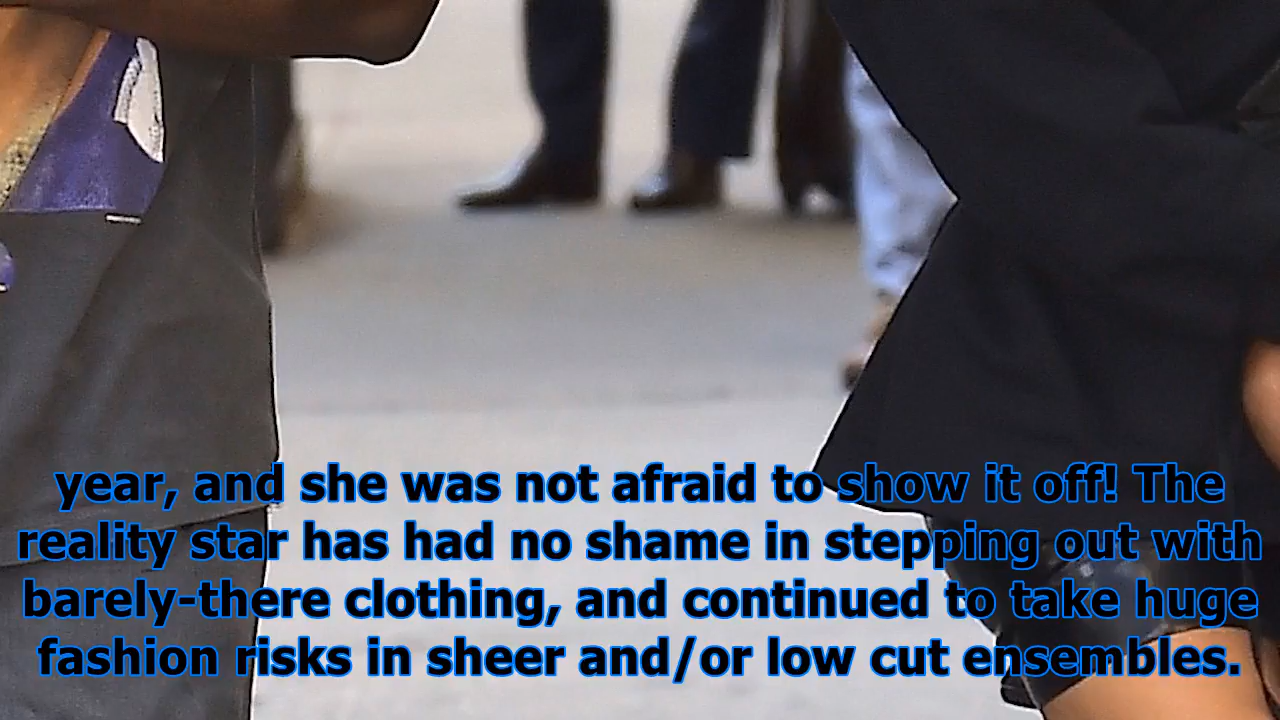 year, and she was not afraid to show it off! The
reality star has had no shame in stepping out with
barely-there clothing, and continued to take huge
fashion risks in sheer and/or low cut ensembles.